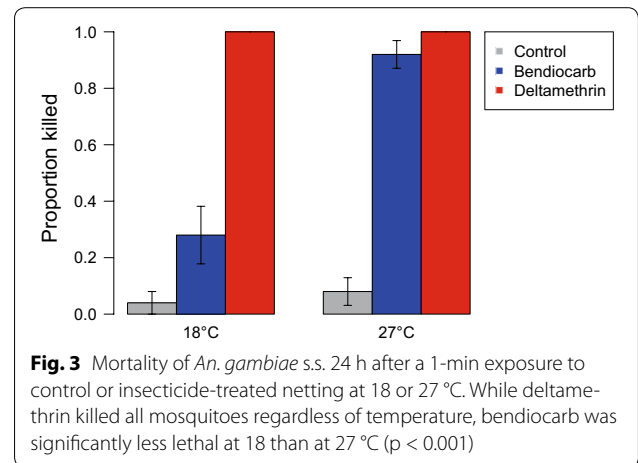 1.0
0.8
0.6
0.4
0.2
0.0
Proportion killed
18°C
27°C
Control
Bendiocarb
Deltamethrin
Fig. 3 Mortality of An. gambiae s.s. 24 h after a 1-min exposure to
control or insecticide-treated netting at 18 or 27 °C. While deltame-
thrin killed all mosquitoes regardless of temperature, bendiocarb was
significantly less lethal at 18 than at 27 °C (p < 0.001)